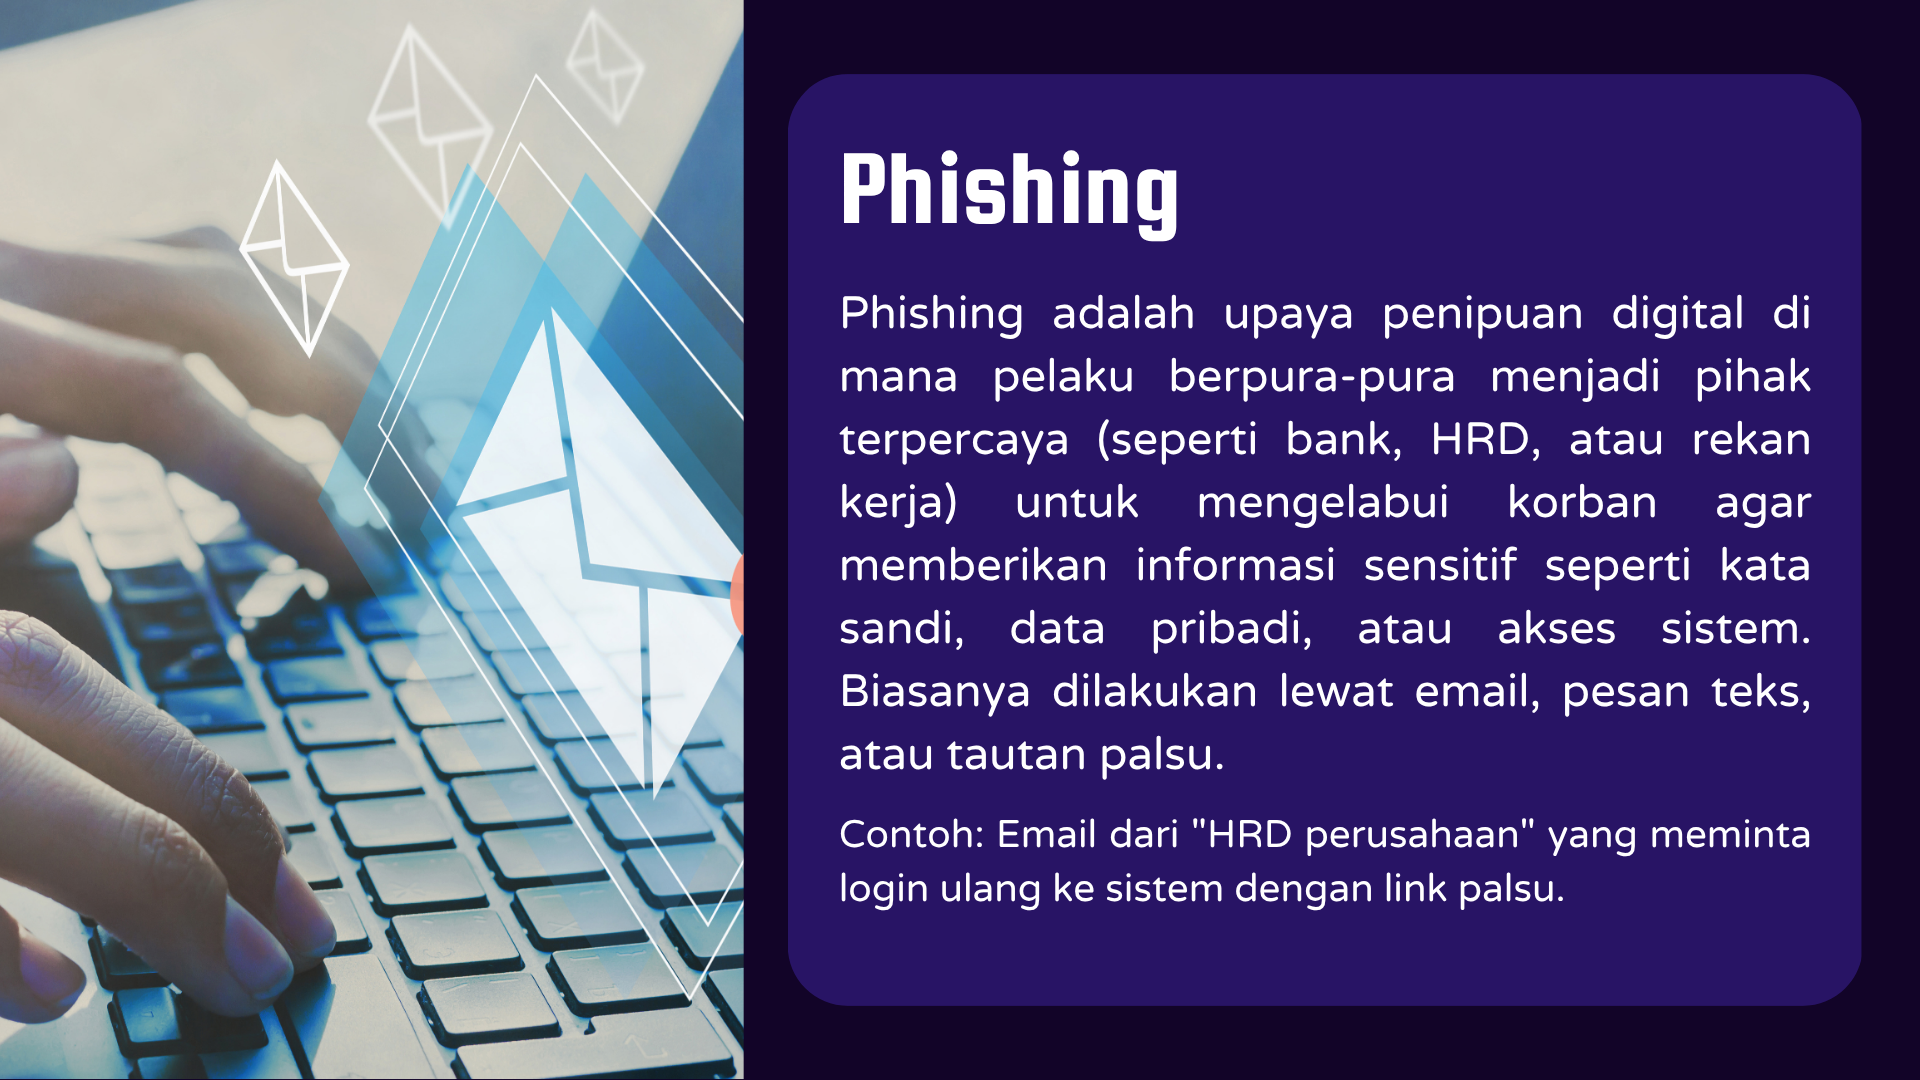 Phishing
Phishing adalah upaya penipuan digital di
mana pelaku berpura-pura menjadi pihak
terpercaya (seperti bank, HRD, atau rekan
kerja) untuk mengelabui korban agar
memberikan informasi sensitif seperti kata
sandi, data pribadi, atau akses sistem.
Biasanya dilakukan lewat email, pesan teks,
atau tautan palsu.
Contoh: Email dari "HRD perusahaan" yang meminta
login ulang ke sistem dengan link palsu.